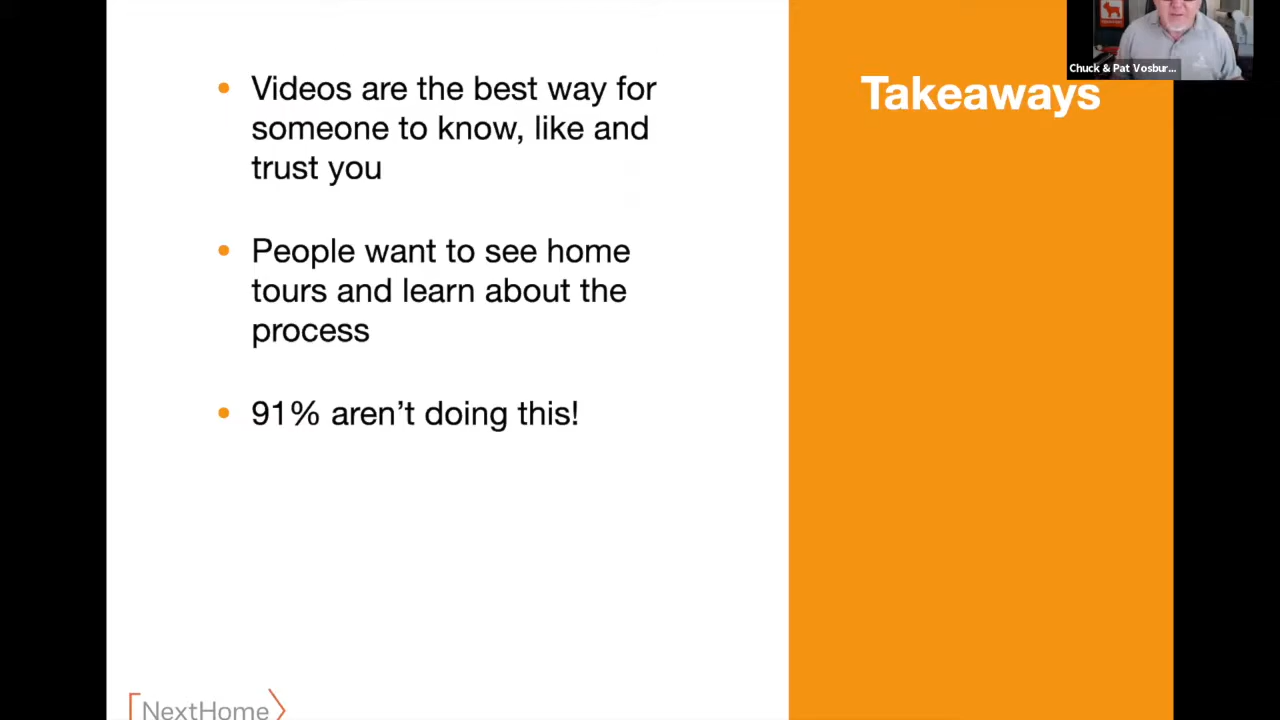 • Videos are the best way for
someone to know, like and
trust you
• People want to see home
tours and learn about the
process
• 91% aren’t doing this!
Takeaways
Chuck & Pat Vosbur...
NextHome